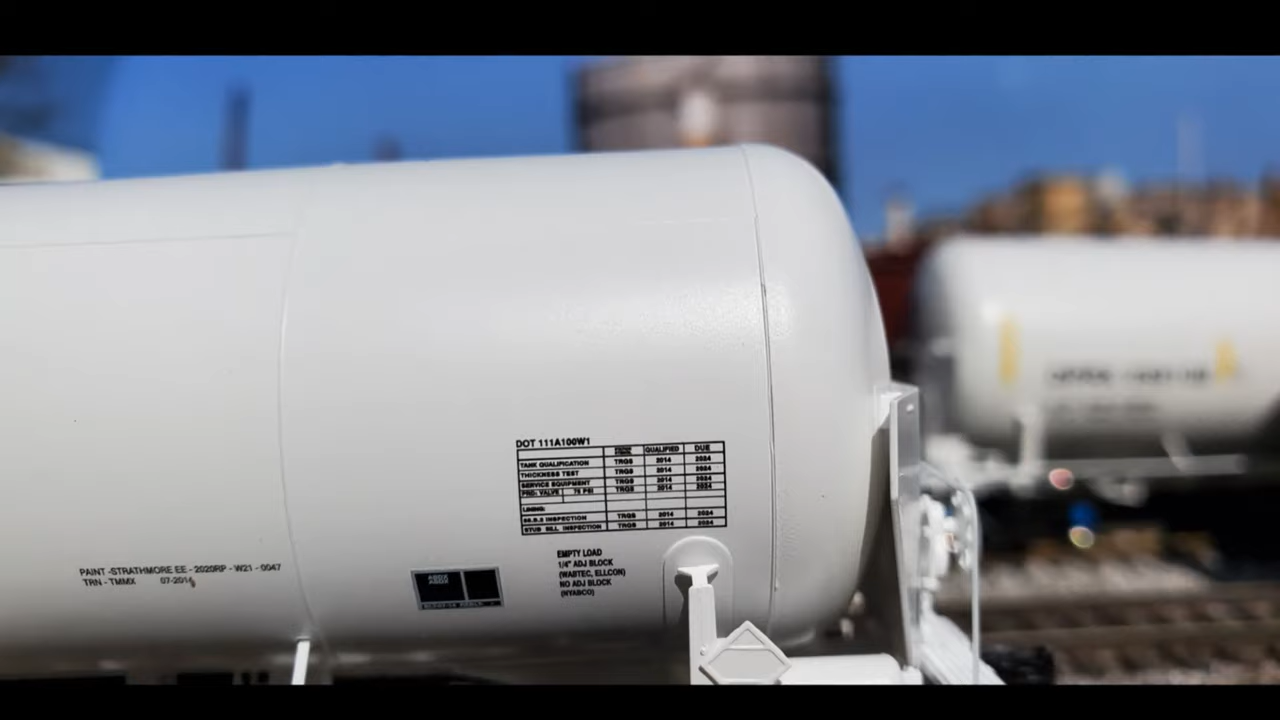 DOT 111A100W1
QUALIFIED DUE
TANK QUALIFICATION TRGS 2014 2024
THICKNESS TEST TRGS 2014 2024
SERVICE EQUIPMENT TRGS 2014 2024
PRD: VALVE 75 PSI TRGS 2014 2024
LINING:
88.B.2 INSPECTION TRGS 2014 2024
STUB SILL INSPECTION TRGS 2014 2024
EMPTY LOAD
1/4" ADJ BLOCK
(WABTEC, ELLCON)
NO ADJ BLOCK
(NYABCO)
PAINT -STRATHMORE EE - 2020RP - W21 - 0047
TRN - TMMX 07-2014